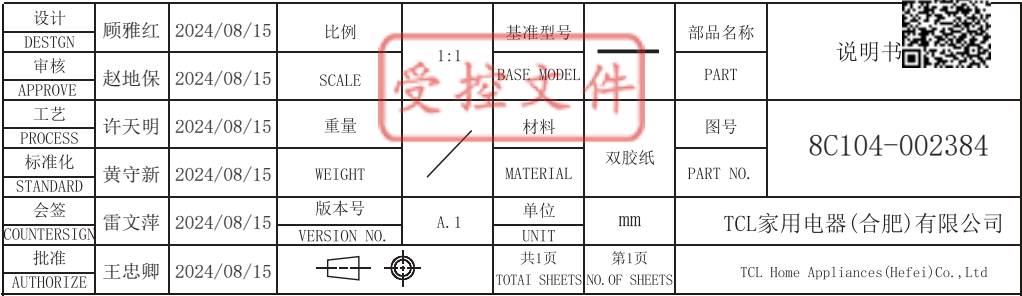 设计
DESTGN
顾雅红
2024/08/15
审核
APPROVE
赵地保
2024/08/15
工艺
PROCESS
许天明
2024/08/15
标准化
STANDARD
黄守新
2024/08/15
会签
COUNTERSIGN
雷文萍
2024/08/15
批准
AUTHORIZE
王忠卿
2024/08/15
比例
SCALE
1:1
重量
WEIGHT
版本号
VERSION NO.
A.1
基准型号
BASE MODEL
受控文件
材料
MATERIAL
双胶纸
单位
UNIT
mm
共1页
TOTAI SHEETS
第1页
NO.OF SHEETS
部品名称
PART
说明书
图号
PART NO.
8C104-002384
TCL家用电器(合肥)有限公司
TCL Home Appliances(Hefei)Co.,Ltd